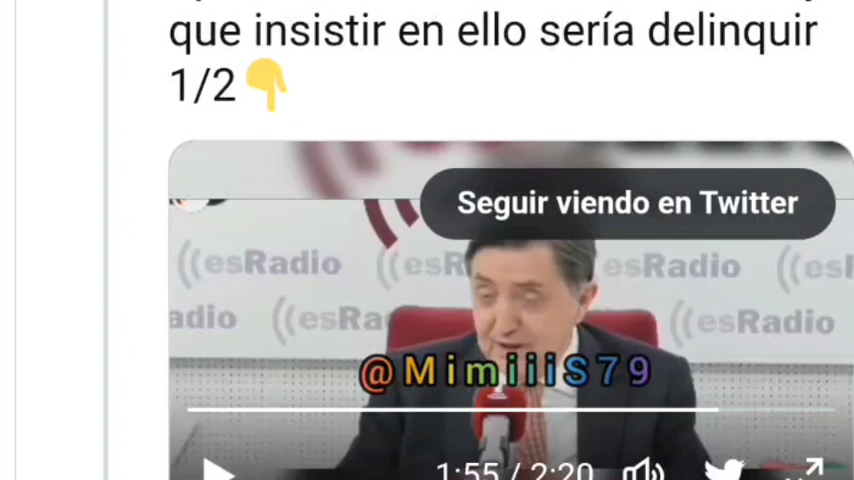 que insistir en ello sería delinquir
1/2👇
Seguir viendo en Twitter
((esRadio ((esR esRadio ((esl
adio ((esRa ((esRadio
@MimiiiS79
1:55 / 2:20